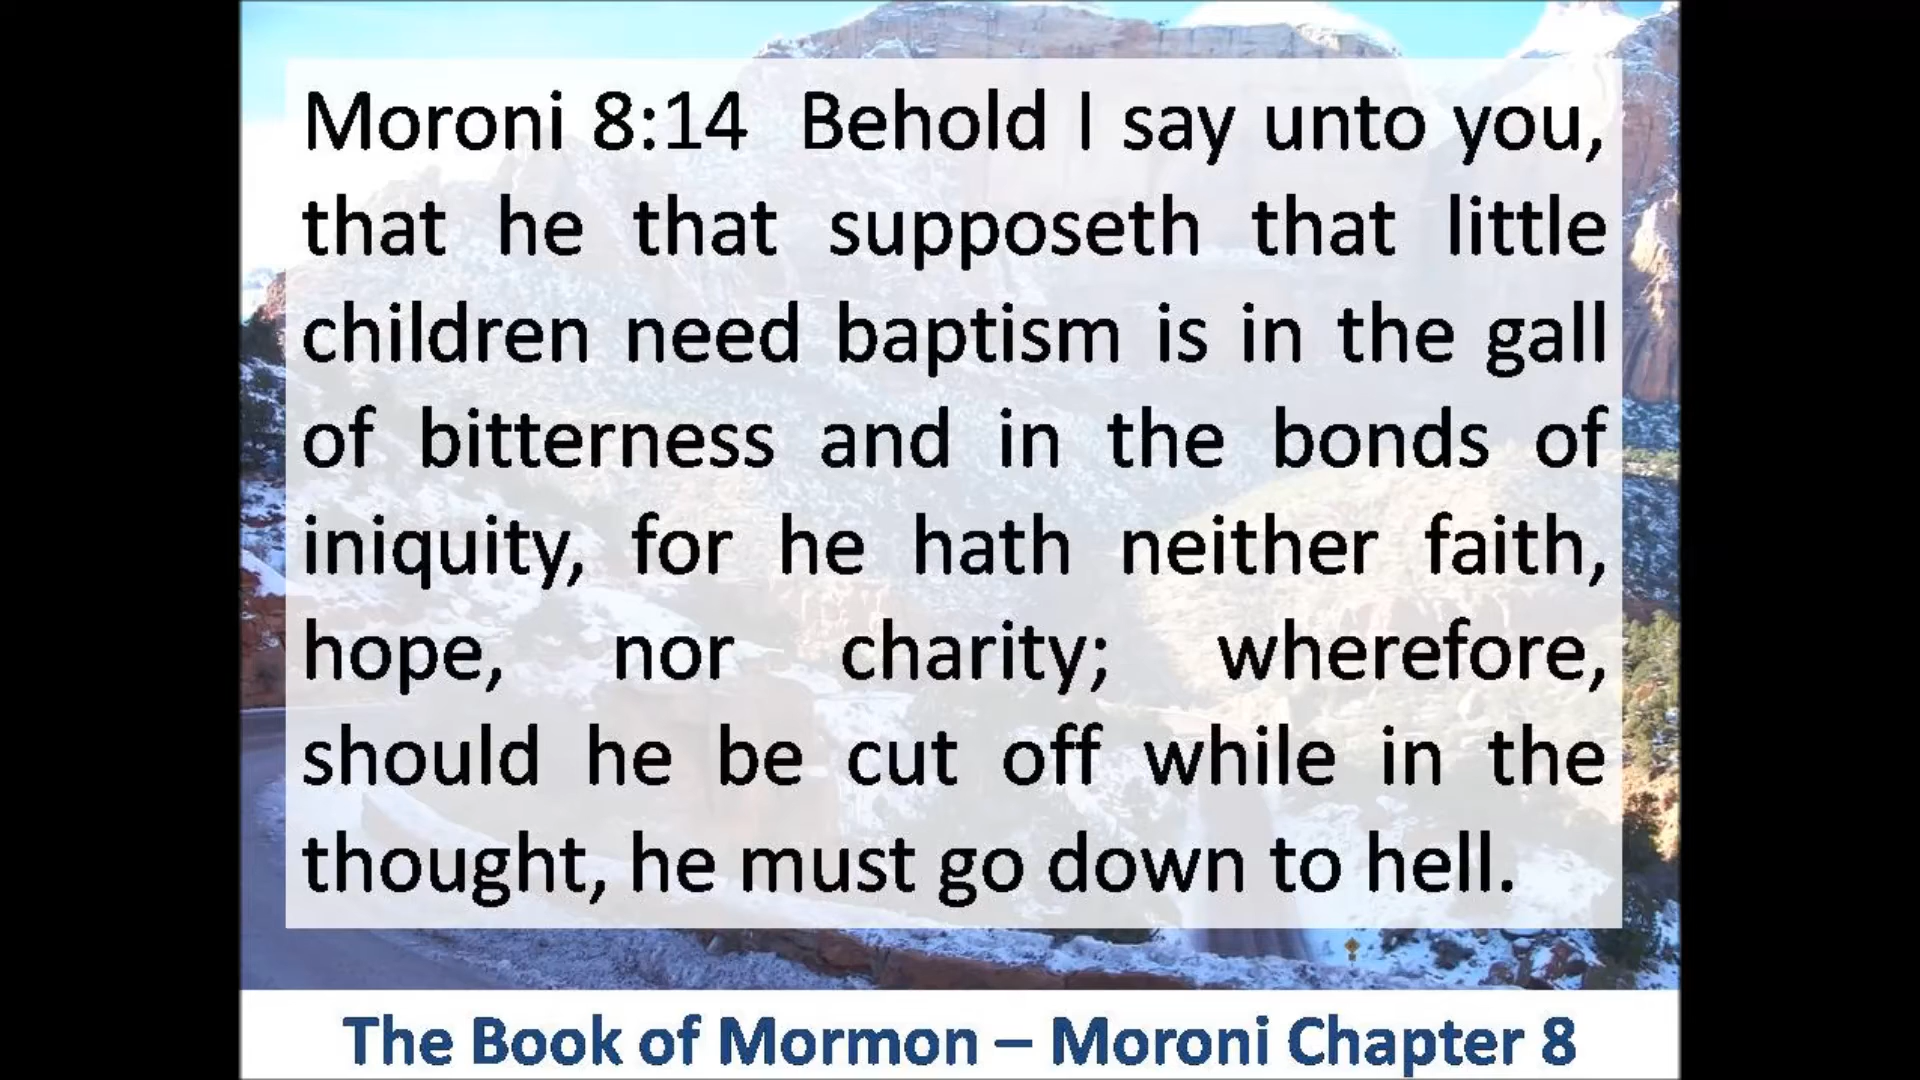 Moroni 8:14 Behold I say unto you,
that he that supposeth that little
children need baptism is in the gall
of bitterness and in the bonds of
iniquity, for he hath neither faith,
hope, nor charity; wherefore,
should he be cut off while in the
thought, he must go down to hell.
The Book of Mormon – Moroni Chapter 8